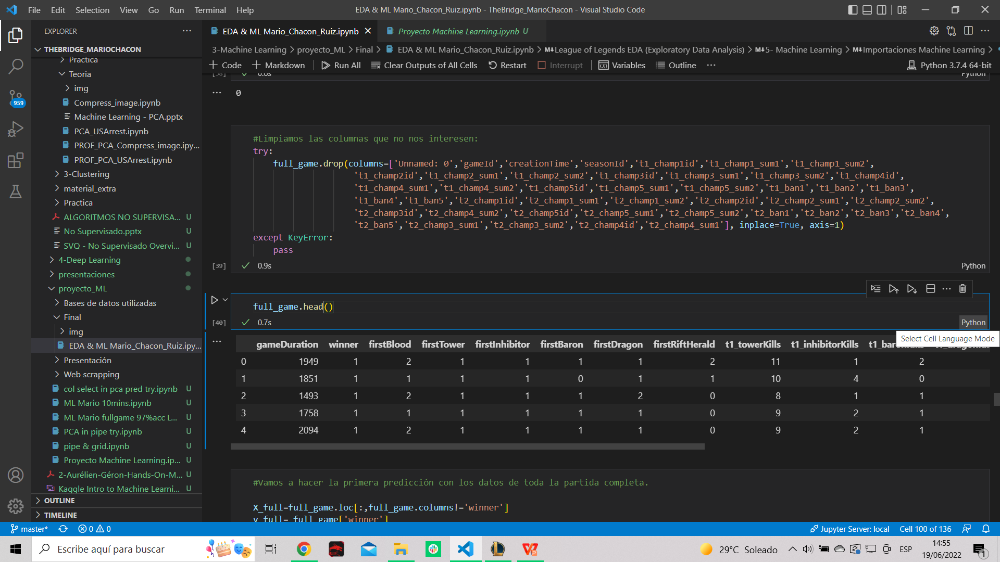 File Edit Selection View Go Run Terminal Help
EDA & ML Mario_Chacon_Ruiz.ipynb - TheBridge_MarioChacon - Visual Studio Code
EXPLORER
EDA & ML Mario_Chacon_Ruiz.ipynb
Proyecto Machine Learning.ipynb U
THEBRIDGE_MARIOCHACON
3-Machine Learning > proyecto_ML > Final > EDA & ML Mario_Chacon_Ruiz.ipynb > M↓League of Legends EDA (Exploratory Data Analysis) > M↓5- Machine Learning > M↓Importaciones Machine Learning >
+ Code + Markdown Run All Clear Outputs of All Cells Restart Interrupt Variables Outline ... Python 3.7.4 64-bit
Practica
Teoria
img
Compress_image.ipynb
Machine Learning - PCA.pptx
PCA_USArrest.ipynb
PROF_PCA_Compress_image.ipy...
PROF_PCA_USArrest.ipynb
3-Clustering
material_extra
Practica
ALGORITMOS NO SUPERVISA... U
No Supervisado.pptx U
SVQ - No Supervisado Overvi... U
4-Deep Learning
presentaciones
proyecto_ML
Bases de datos utilizadas
Final
img
EDA & ML Mario_Chacon_Ruiz.ipy...
Presentación
Web scrapping
col select in pca pred try.ipynb U
ML Mario 10mins.ipynb U
ML Mario fullgame 97%acc L... U
PCA in pipe try.ipynb U
pipe & grid.ipynb U
Proyecto Machine Learning.ip... U
2-Aurélien-Géron-Hands-On-M... U
Kaggle Intro to Machine Learni... U
OUTLINE
TIMELINE
959
[38] 0.6s Python
0
#Limpiamos las columnas que no nos interesen:
try:
full_game.drop(columns=['Unnamed: 0','gameId','creationTime','seasonId','t1_champ1id','t1_champ1_sum1','t1_champ1_sum2',
't1_champ2id','t1_champ2_sum1','t1_champ2_sum2','t1_champ3id','t1_champ3_sum1','t1_champ3_sum2','t1_champ4id',
't1_champ4_sum1','t1_champ4_sum2','t1_champ5id','t1_champ5_sum1','t1_champ5_sum2','t1_ban1','t1_ban2','t1_ban3',
't1_ban4','t1_ban5','t2_champ1id','t2_champ1_sum1','t2_champ1_sum2','t2_champ2id','t2_champ2_sum1','t2_champ2_sum2',
't2_champ3id','t2_champ4_sum2','t2_champ5id','t2_champ5_sum1','t2_champ5_sum2','t2_ban1','t2_ban2','t2_ban3','t2_ban4',
't2_ban5','t2_champ3_sum1','t2_champ3_sum2','t2_champ4id','t2_champ4_sum1'], inplace=True, axis=1)
except KeyError:
pass
[39] 0.9s Python
full_game.head()
[40] 0.7s Python
Select Cell Language Mode
gameDuration winner firstBlood firstTower firstInhibitor firstBaron firstDragon firstRiftHerald t1_towerKills t1_inhibitorKills
0 1949 1 2 1 1 1 1 2 11 1 2
1 1851 1 1 1 1 0 1 1 10 4 0
2 1493 1 2 1 1 1 2 0 8 1 1
3 1758 1 1 1 1 1 1 0 9 2 1
4 2094 1 2 1 1 1 1 0 9 2 1
#Vamos a hacer la primera predicción con los datos de toda la partida completa.
X_full=full_game.loc[:,full_game.columns!='winner']
y_full= full_game['winner']
master* 0 0 Jupyter Server: local Cell 100 of 136
Escribe aquí para buscar
29°C Soleado ESP
14:55
19/06/2022
1